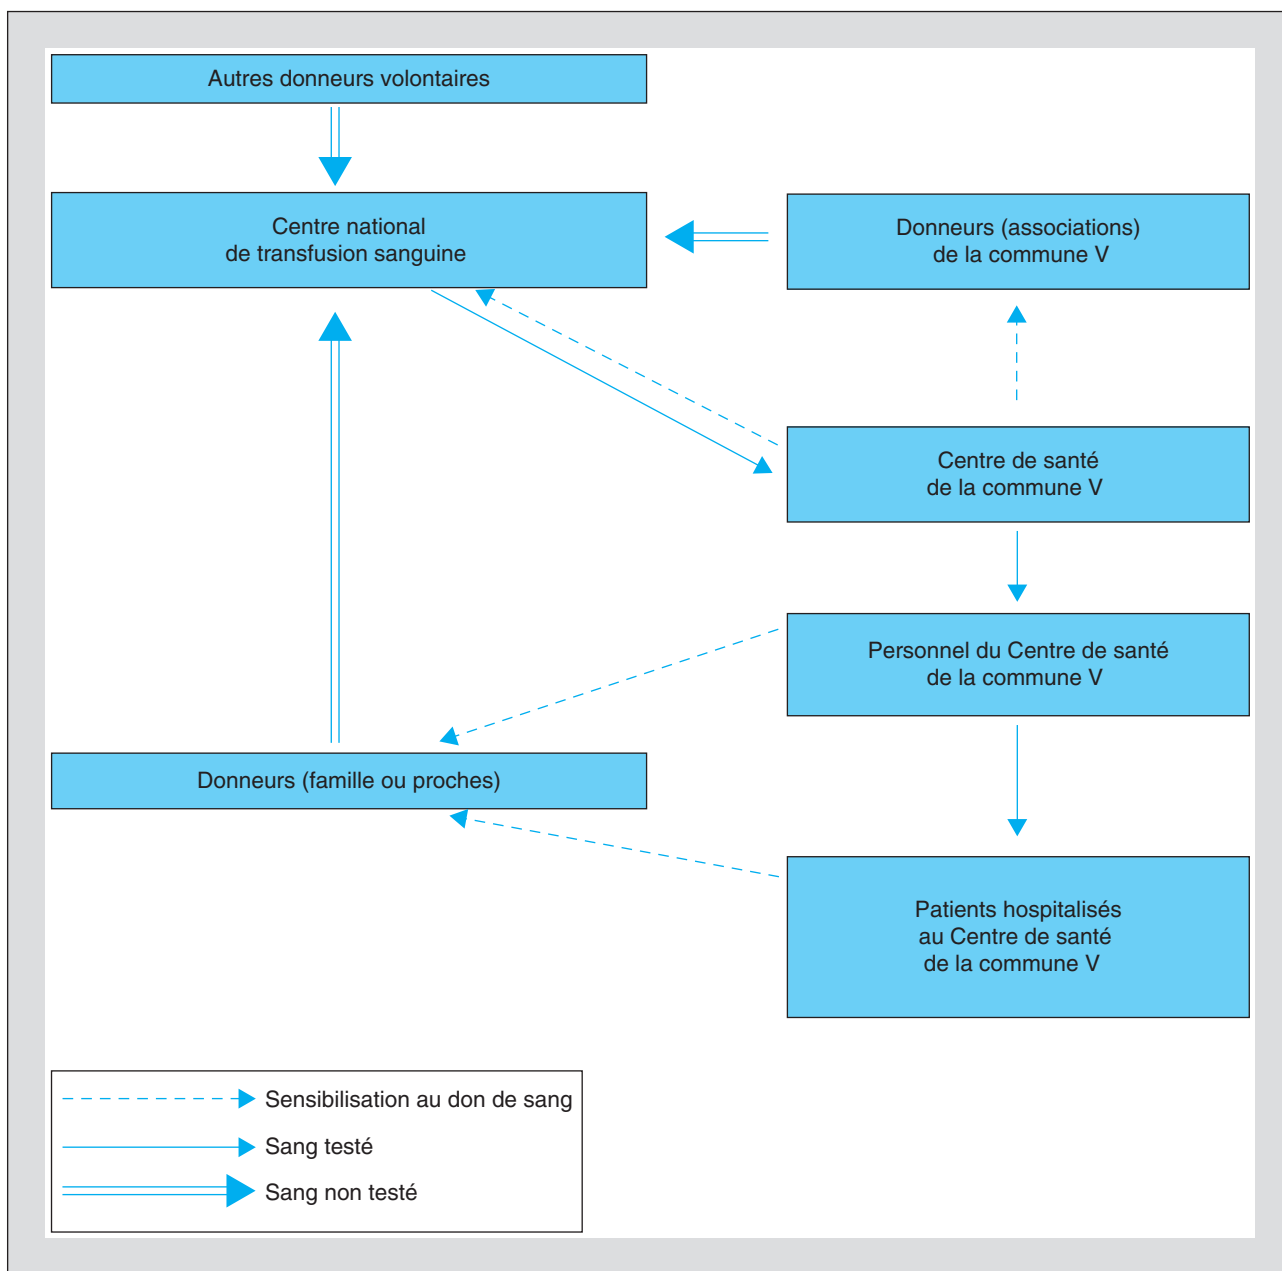 Autres donneurs volontaires
Centre national
de transfusion sanguine
Donneurs (associations)
de la commune V
Centre de santé
de la commune V
Personnel du Centre de santé
de la commune V
Donneurs (famille ou proches)
Patients hospitalisés
au Centre de santé
de la commune V
Sensibilisation au don de sang
Sang testé
Sang non testé